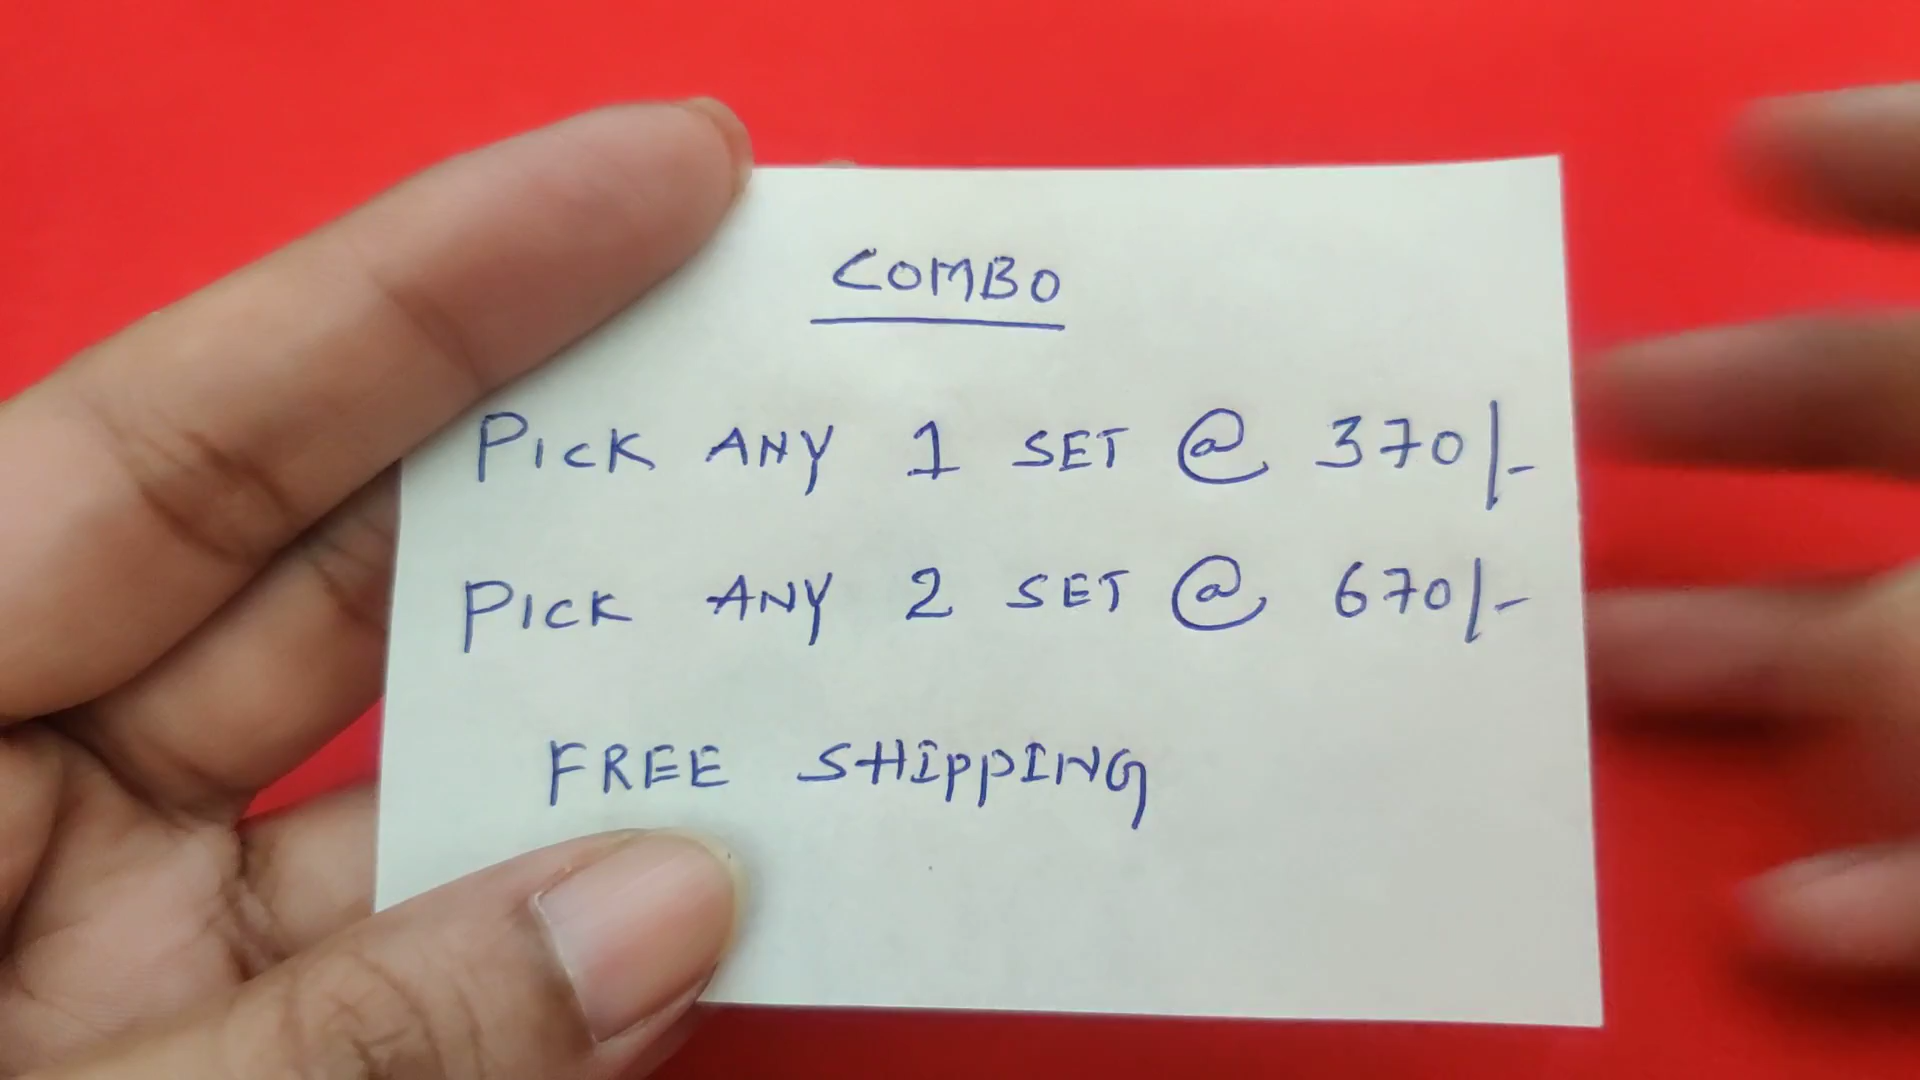 COMBO
PICK ANY 1 SET @ 370/-
PICK ANY 2 SET @ 670/-
FREE SHIPPING